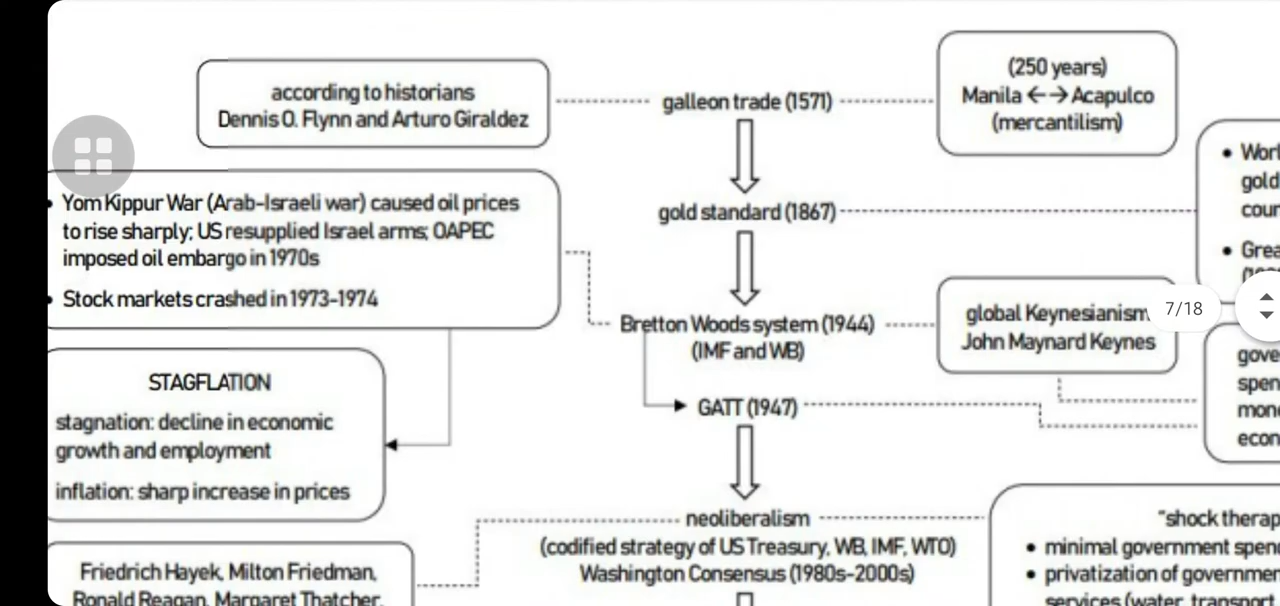 according to historians
Dennis O. Flynn and Arturo Giraldez
galleon trade (1571)
(250 years)
Manila ←→ Acapulco
(mercantilism)
• Yom Kippur War (Arab-Israeli war) caused oil prices
to rise sharply; US resupplied Israel arms; OAPEC
imposed oil embargo in 1970s
• Stock markets crashed in 1973-1974
gold standard (1867)
•
gold
•
Bretton Woods system (1944)
(IMF and WB)
global Keynesianism
John Maynard Keynes
7/18
STAGFLATION
stagnation: decline in economic
growth and employment
inflation: sharp increase in prices
GATT (1947)
neoliberalism
(codified strategy of US Treasury, WB, IMF, WTO)
Washington Consensus (1980s-2000s)
Friedrich Hayek, Milton Friedman,
Ronald Reagan, Margaret Thatcher,
"shock
• minimal government
• privatization of
services (water, transport